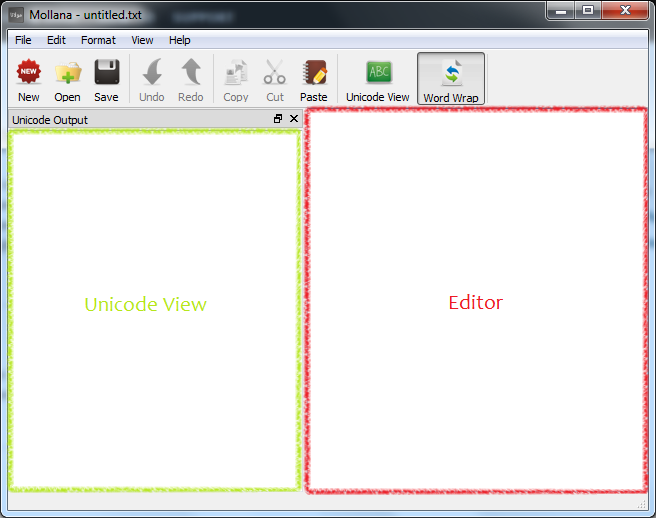 Mollana - untitled.txt
File Edit Format View Help
New Open Save Undo Redo Copy Cut Paste ABC Unicode View Word Wrap
Unicode Output
Unicode View
Editor